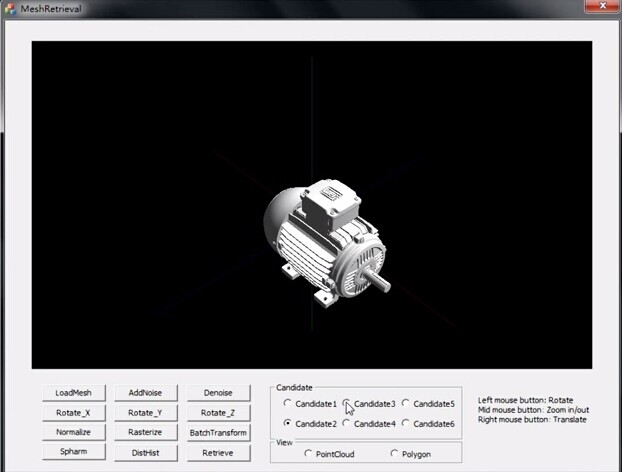 MeshRetrieval
LoadMesh AddNoise Denoise
Rotate_X Rotate_Y Rotate_Z
Normalize Rasterize BatchTransform
Spharm DistHist Retrieve
Candidate
Candidate1 Candidate3 Candidate5
Candidate2 Candidate4 Candidate6
View
PointCloud Polygon
Left mouse button: Rotate
Mid mouse button: Zoom in/out
Right mouse button: Translate